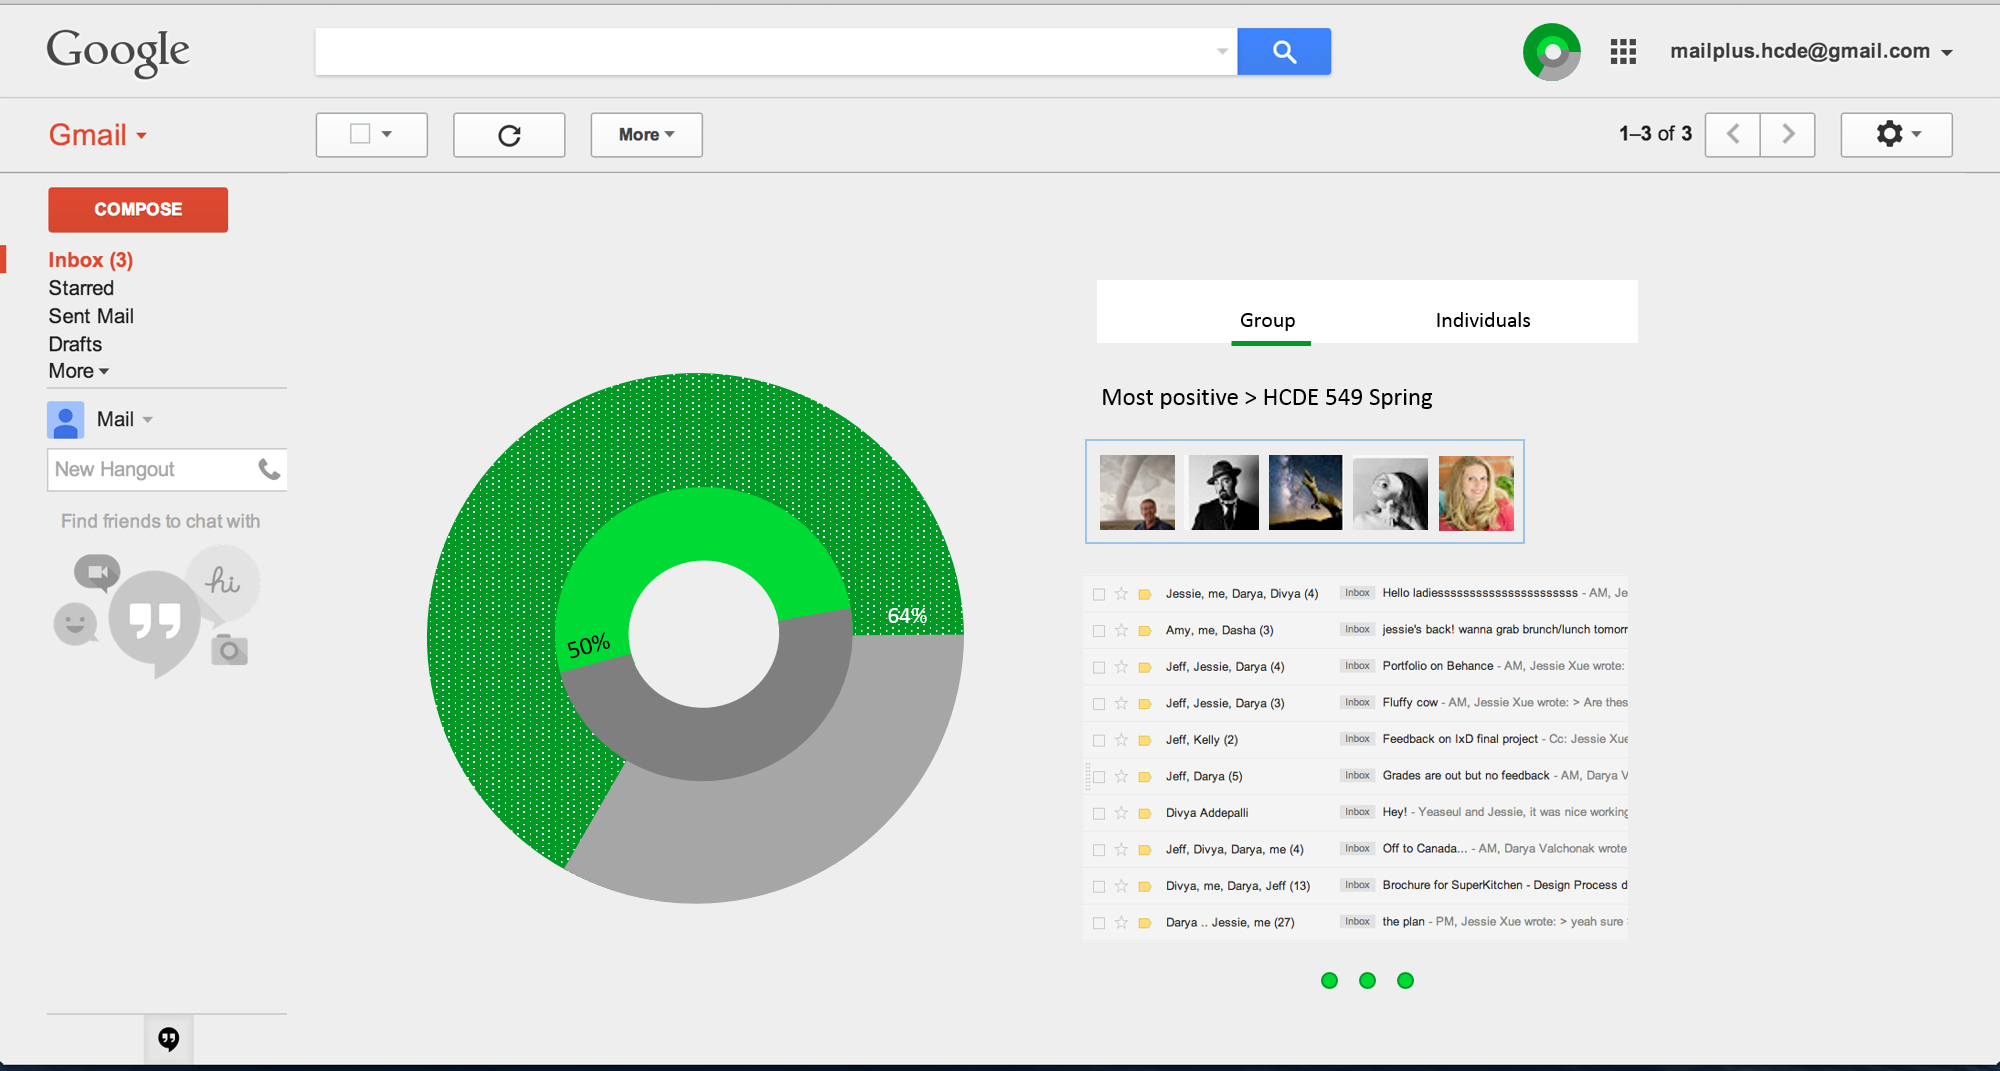 Google
mailplus.hcde@gmail.com
Gmail
More
1–3 of 3
COMPOSE
Inbox (3)
Starred
Sent Mail
Drafts
More
Mail
New Hangout
Find friends to chat with
hi
50%
64%
Group Individuals
Most positive > HCDE 549 Spring
Jessie, me, Darya, Divya (4) Inbox Hello ladiesssssssssssssssssssssss - AM, Je
Amy, me, Dasha (3) Inbox jessie's back! wanna grab brunch/lunch tomorr
Jeff, Jessie, Darya (4) Inbox Portfolio on Behance - AM, Jessie Xue wrote:
Jeff, Jessie, Darya (3) Inbox Fluffy cow - AM, Jessie Xue wrote: > Are thes
Jeff, Kelly (2) Inbox Feedback on IxD final project - Cc: Jessie Xue
Jeff, Darya (5) Inbox Grades are out but no feedback - AM, Darya V
Divya Addepalli Inbox Hey! - Yeaseul and Jessie, it was nice working
Jeff, Divya, Darya, me (4) Inbox Off to Canada... - AM, Darya Valchonak wrote
Divya, me, Darya, Jeff (13) Inbox Brochure for SuperKitchen - Design Process d
Darya .. Jessie, me (27) Inbox the plan - PM, Jessie Xue wrote: > yeah sure